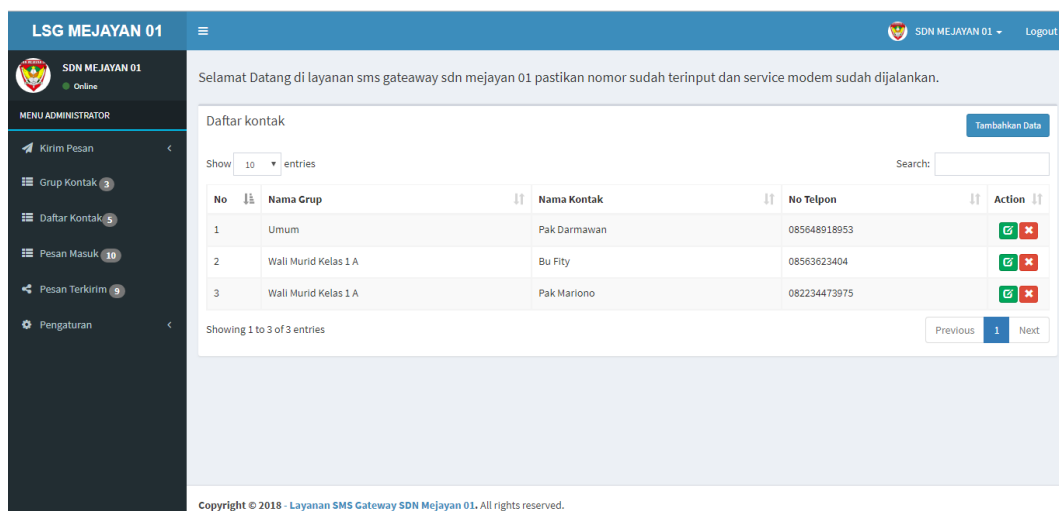 LSG MEJAYAN 01
SDN MEJAYAN 01
Logout
SDN MEJAYAN 01
Online
MENU ADMINISTRATOR
Kirim Pesan
Grup Kontak 3
Daftar Kontak 5
Pesan Masuk 10
Pesan Terkirim 9
Pengaturan
Selamat Datang di layanan sms gateaway sdn mejayan 01 pastikan nomor sudah terinput dan service modem sudah dijalankan.
Daftar kontak
Tambahkan Data
Show 10 entries
Search:
No Nama Grup Nama Kontak No Telpon Action
1 Umum Pak Darmawan 085648918953
2 Wali Murid Kelas 1 A Bu Fity 08563623404
3 Wali Murid Kelas 1 A Pak Mariono 082234473975
Showing 1 to 3 of 3 entries
Previous 1 Next
Copyright © 2018 - Layanan SMS Gateway SDN Mejayan 01. All rights reserved.